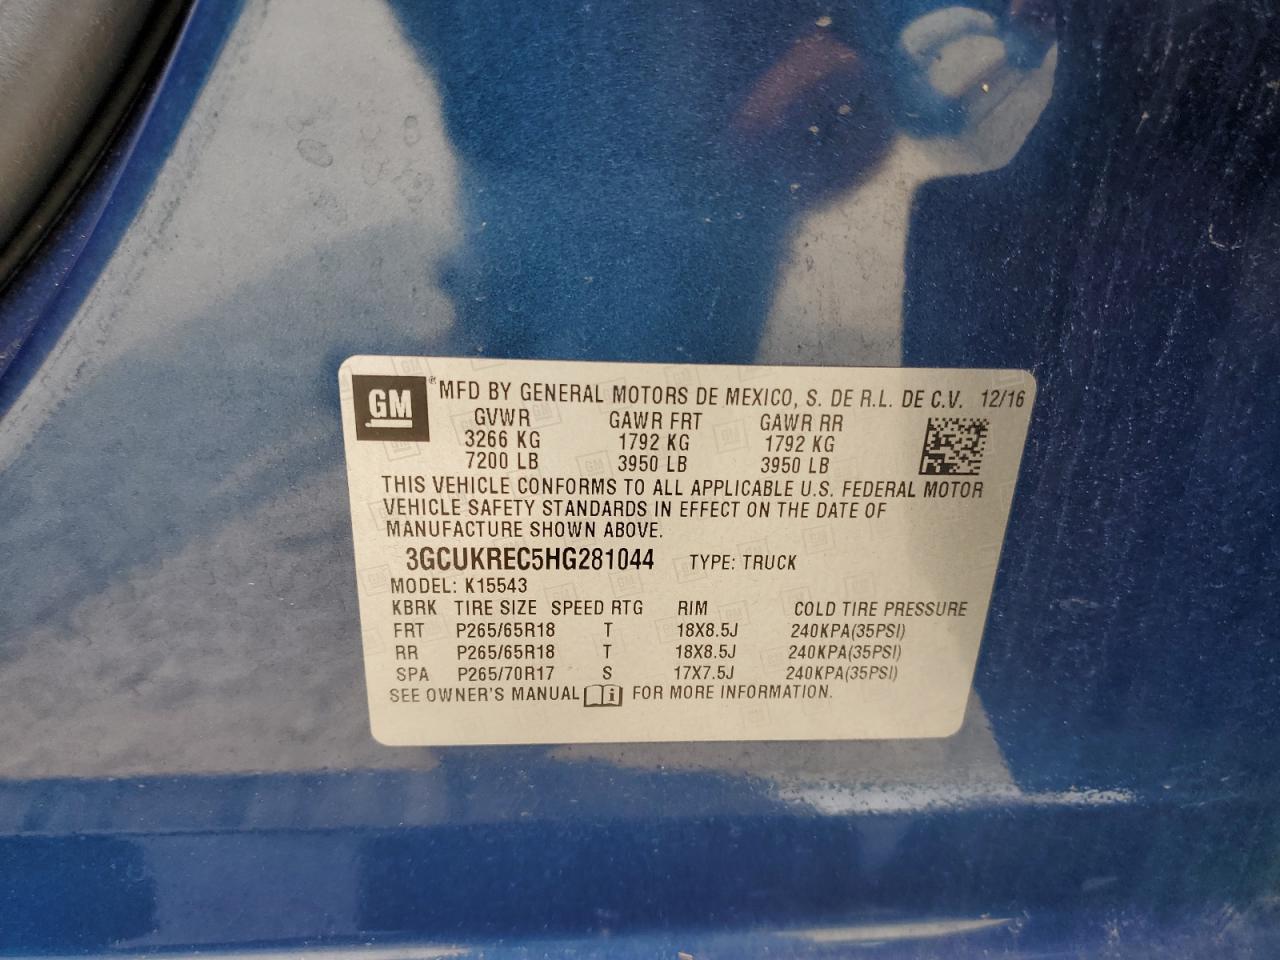 GM ® MFD BY GENERAL MOTORS DE MEXICO, S. DE R.L. DE C.V. 12/16
GVWR GAWR FRT GAWR RR
3266 KG 1792 KG 1792 KG
7200 LB 3950 LB 3950 LB
THIS VEHICLE CONFORMS TO ALL APPLICABLE U.S. FEDERAL MOTOR
VEHICLE SAFETY STANDARDS IN EFFECT ON THE DATE OF
MANUFACTURE SHOWN ABOVE.
3GCUKREC5HG281044 TYPE: TRUCK
MODEL: K15543
KBRK TIRE SIZE SPEED RTG RIM COLD TIRE PRESSURE
FRT P265/65R18 T 18X8.5J 240KPA(35PSI)
RR P265/65R18 T 18X8.5J 240KPA(35PSI)
SPA P265/70R17 S 17X7.5J 240KPA(35PSI)
SEE OWNER'S MANUAL i FOR MORE INFORMATION.